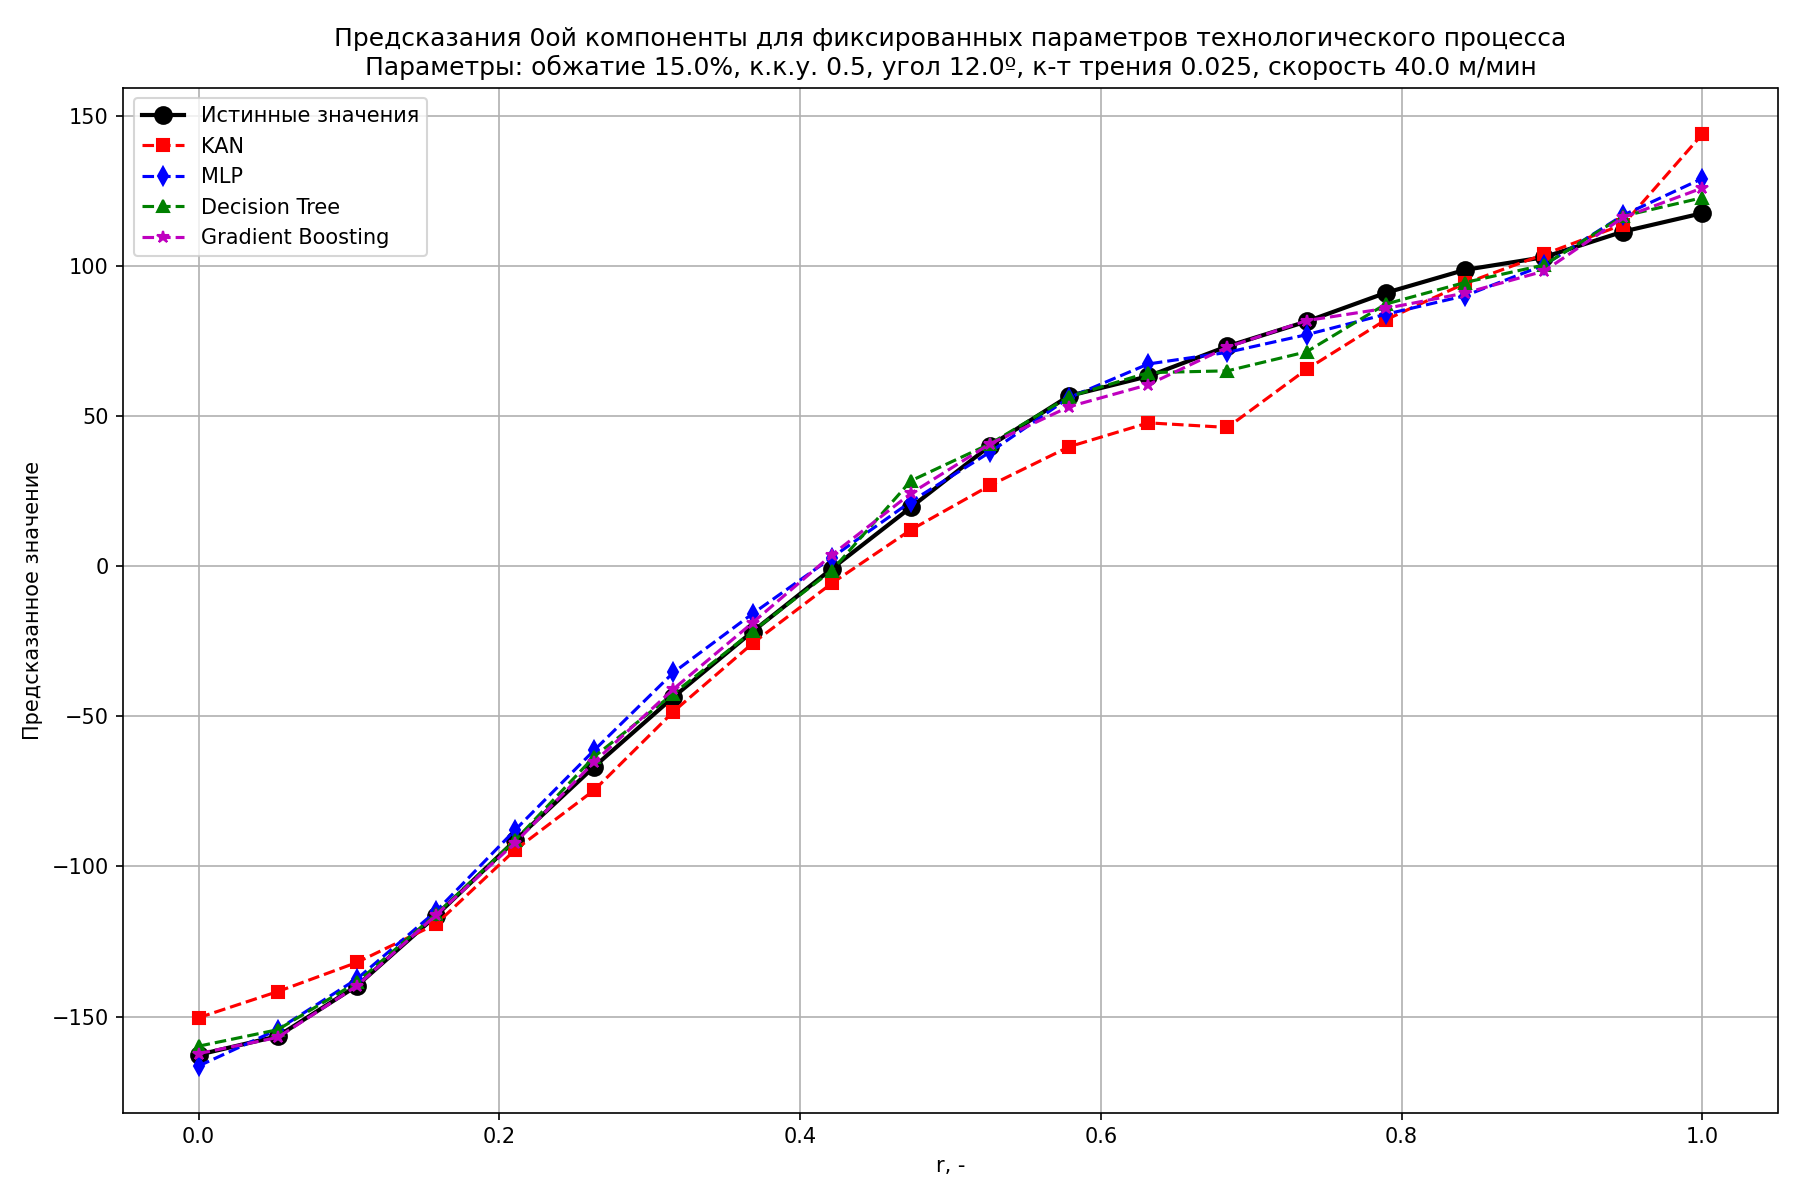 Предсказания 0ой компоненты для фиксированных параметров технологического процесса
Параметры: обжатие 15.0%, к.к.у. 0.5, угол 12.0º, к-т трения 0.025, скорость 40.0 м/мин
Истинные значения
KAN
MLP
Decision Tree
Gradient Boosting
Предсказанное значение
150
100
50
0
−50
−100
−150
0.0 0.2 0.4 0.6 0.8 1.0
r, -